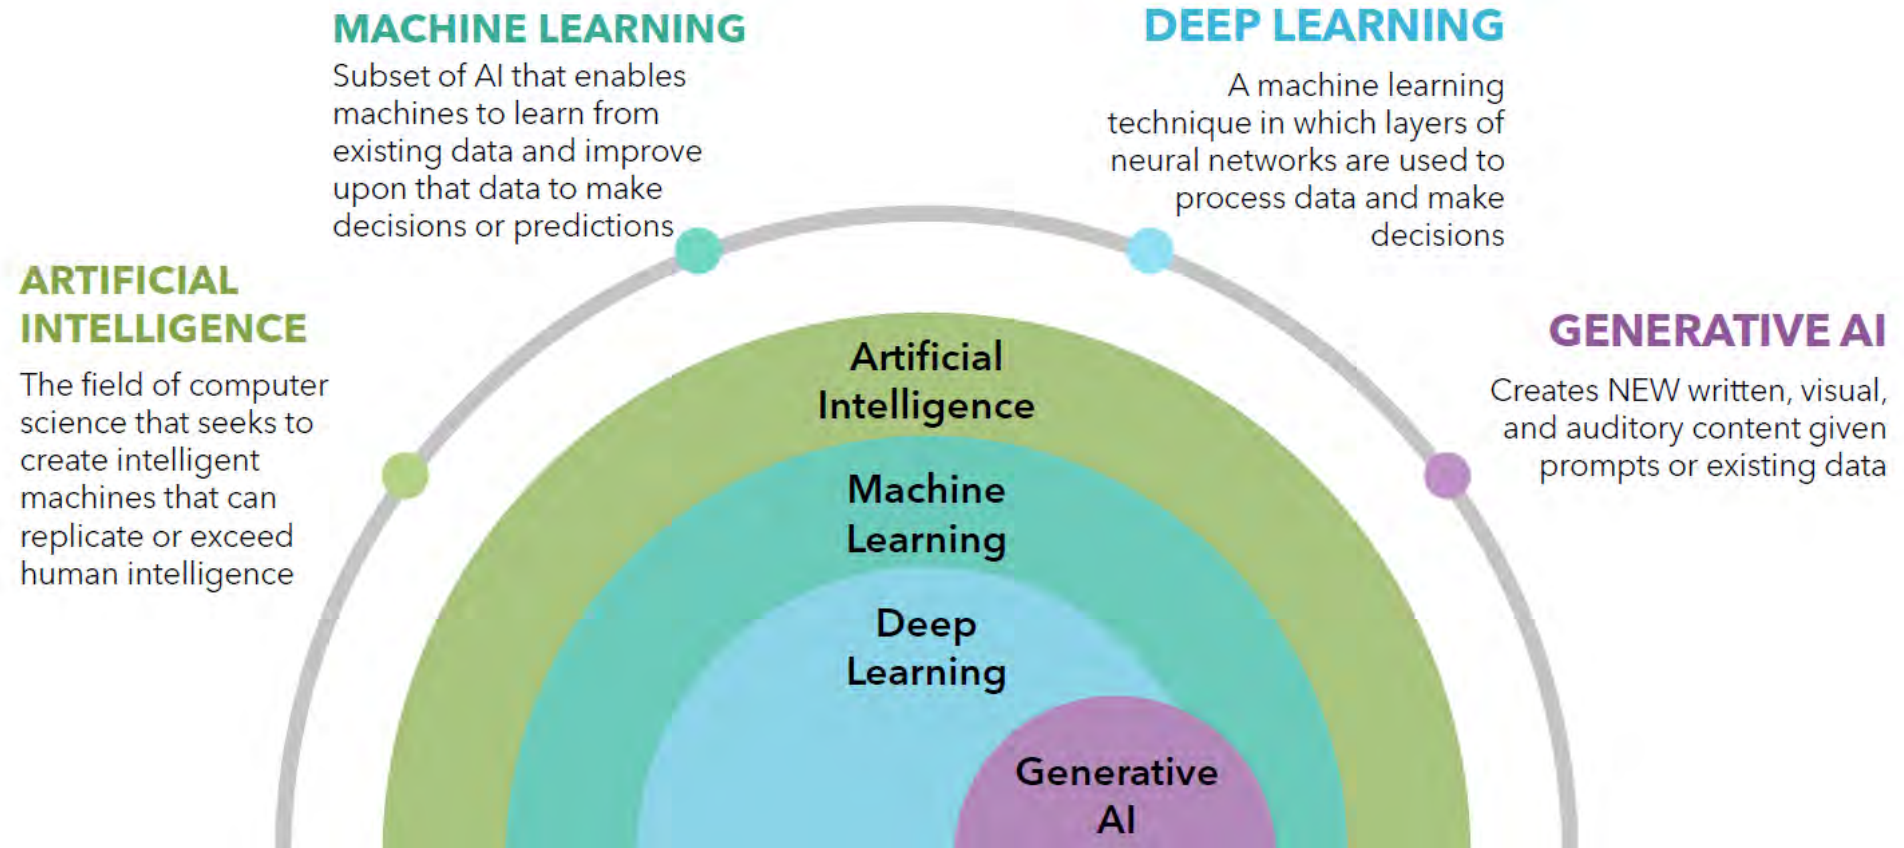 MACHINE LEARNING
Subset of AI that enables
machines to learn from
existing data and improve
upon that data to make
decisions or predictions
DEEP LEARNING
A machine learning
technique in which layers of
neural networks are used to
process data and make
decisions
ARTIFICIAL
INTELLIGENCE
The field of computer
science that seeks to
create intelligent
machines that can
replicate or exceed
human intelligence
GENERATIVE AI
Creates NEW written, visual,
and auditory content given
prompts or existing data
Artificial
Intelligence
Machine
Learning
Deep
Learning
Generative
AI